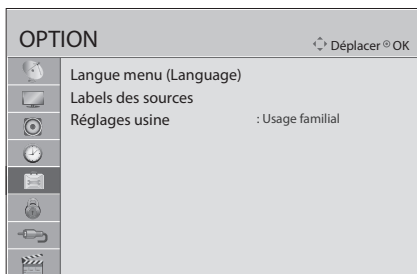 OPTION
Déplacer OK
Langue menu (Language)
Labels des sources
Réglages usine : Usage familial